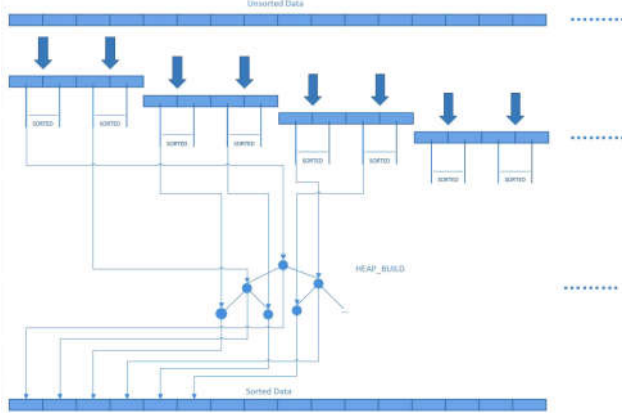 Unsorted Data
SORTED
SORTED
SORTED
SORTED
SORTED
SORTED
SORTED
SORTED
HEAP_BUILD
Sorted Data